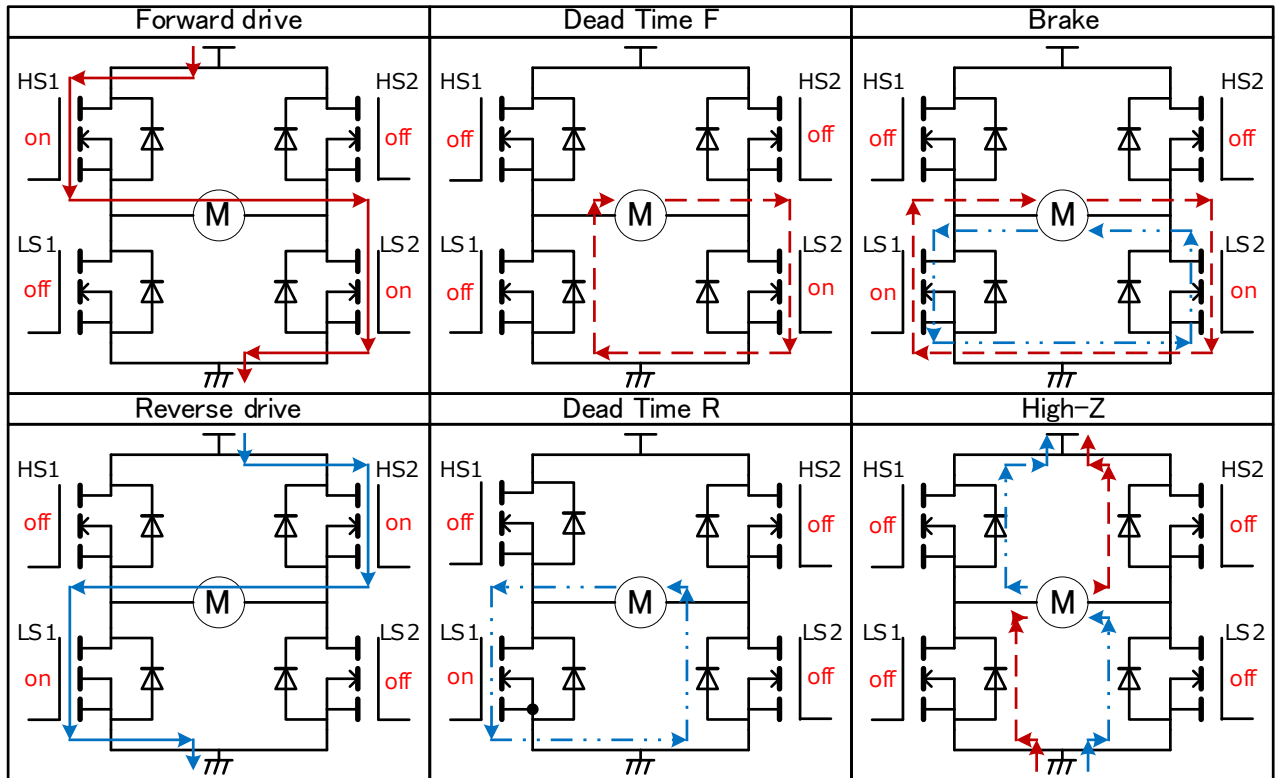 Forward drive
HS1
HS2
on
off
M
LS1
LS2
off
on
Dead Time F
HS1
HS2
off
off
M
LS1
LS2
off
on
Brake
HS1
HS2
off
off
M
LS1
LS2
on
on
Reverse drive
HS1
HS2
off
on
M
LS1
LS2
on
off
Dead Time R
HS1
HS2
off
off
M
LS1
LS2
on
off
High-Z
HS1
HS2
off
off
M
LS1
LS2
off
off